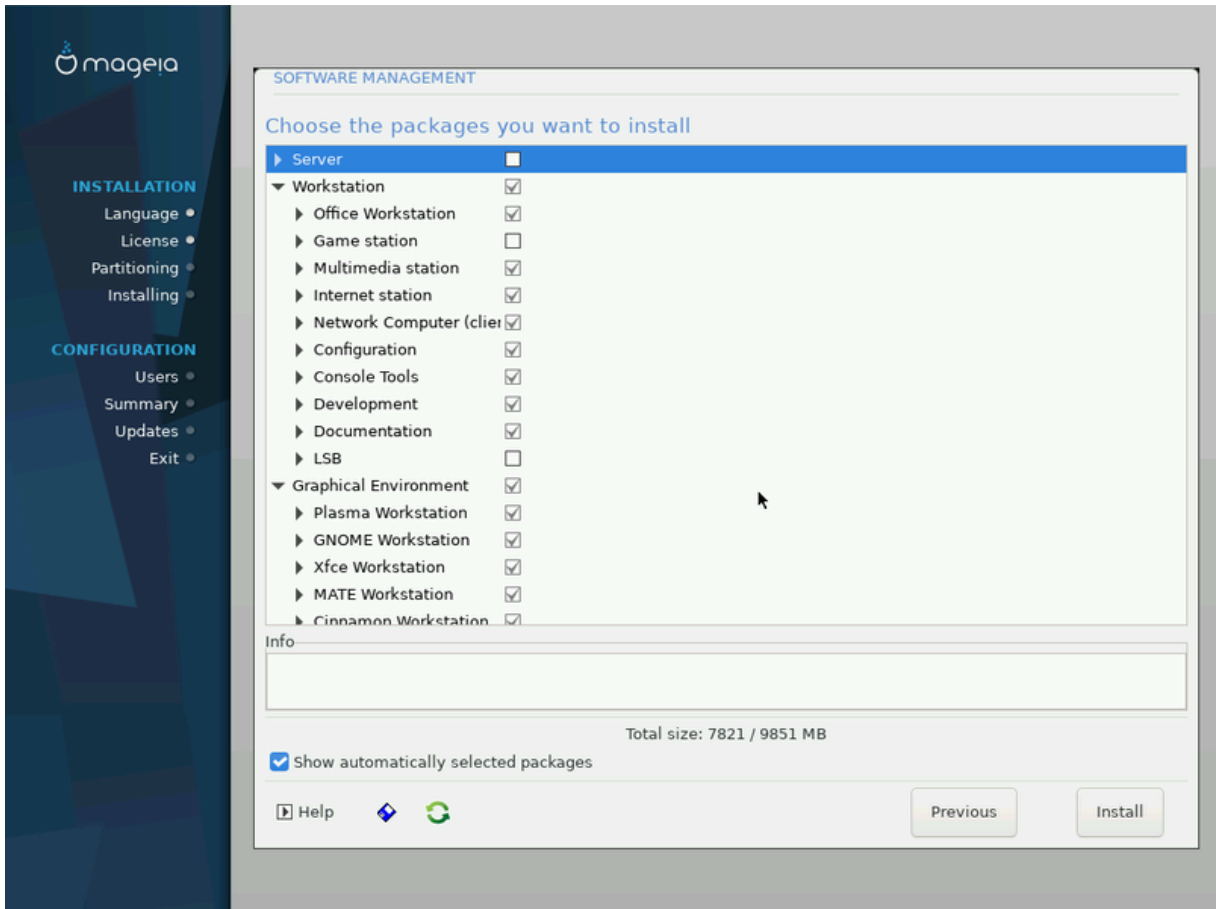 mageia
INSTALLATION
Language
License
Partitioning
Installing
CONFIGURATION
Users
Summary
Updates
Exit
SOFTWARE MANAGEMENT
Choose the packages you want to install
Server
Workstation
Office Workstation
Game station
Multimedia station
Internet station
Network Computer (clier
Configuration
Console Tools
Development
Documentation
LSB
Graphical Environment
Plasma Workstation
GNOME Workstation
Xfce Workstation
MATE Workstation
Cinnamon Workstation
Info
Total size: 7821 / 9851 MB
Show automatically selected packages
Help
Previous
Install